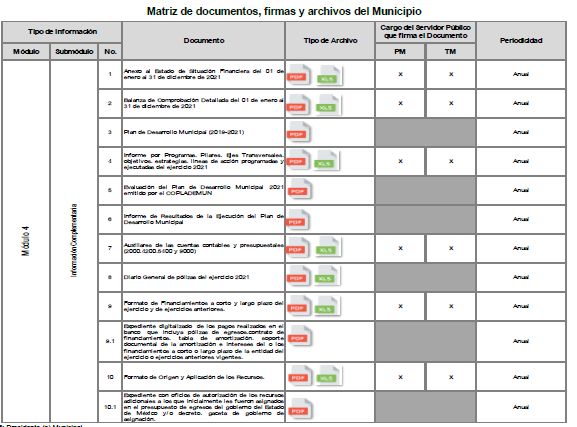 Matriz de documentos, firmas y archivos del Municipio
Tipo de Información
Documento
Tipo de Archivo
Cargo del Servidor Público
que firma el Documento
Periodicidad
Módulo
Submódulo
No.
PM
TM
Módulo 4
Información Complementaria
1
Anexo al Estado de Situación Financiera del 01 de
enero al 31 de diciembre de 2021
PDF
XLS
X
X
Anual
2
Balanza de Comprobación Detallada del 01 de enero al
31 de diciembre de 2021
PDF
XLS
X
X
Anual
3
Plan de Desarrollo Municipal (2019-2021)
PDF
Anual
4
Informe por Programas, Pilares, Ejes Transversales,
objetivos, estrategias, líneas de acción programadas y
ejecutadas del ejercicio 2021
PDF
XLS
X
X
Anual
5
Evaluación del Plan de Desarrollo Municipal 2021
emitido por el COPLADEMUN
PDF
Anual
6
Informe de Resultados de la Ejecución del Plan de
Desarrollo Municipal
PDF
Anual
7
Auxiliares de las cuentas contables y presupuestales
(2000,4200,5400 y 9000)
PDF
XLS
X
X
Anual
8
Diario General de pólizas del ejercicio 2021
PDF
XLS
Anual
9
Formato de Financiamientos a corto y largo plazo del
ejercicio y de ejercicios anteriores.
PDF
XLS
X
X
Anual
9.1
Expediente digitalizado de los pagos realizados en el
banco que incluya pólizas de egresos,contrato de
financiamientos, tabla de amortización, soporte
documental de la amortización e intereses del o los
financiamientos a corto o largo plazo de la entidad del
ejercicio o ejercicios anteriores vigentes.
PDF
Anual
10
Formato de Origen y Aplicación de los Recursos.
PDF
XLS
X
X
Anual
10.1
Expediente con oficios de autorización de los recursos
adicionales a los que inicialmente les fueron asignados
en el presupuesto de egresos del gobierno del Estado
de México y/o decreto, gaceta de gobierno de
asignación.
PDF
Anual